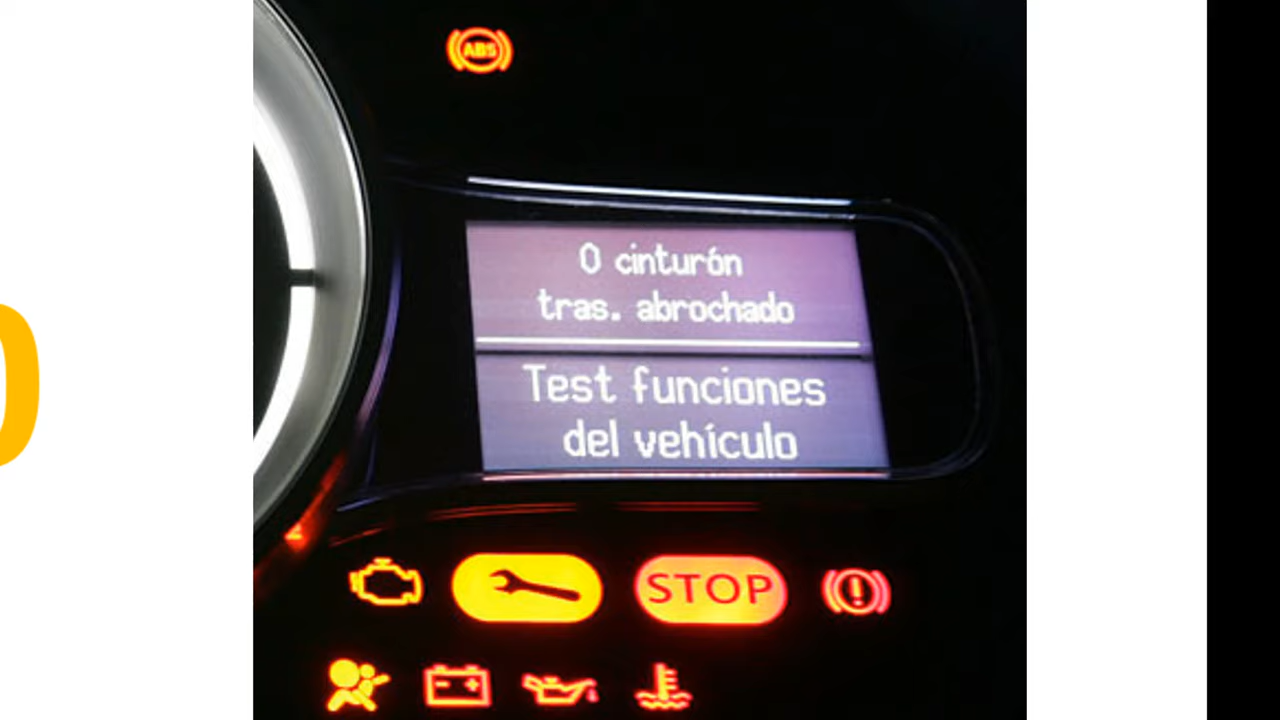 ABS
0 cinturón
tras. abrochado
Test funciones
del vehículo
STOP